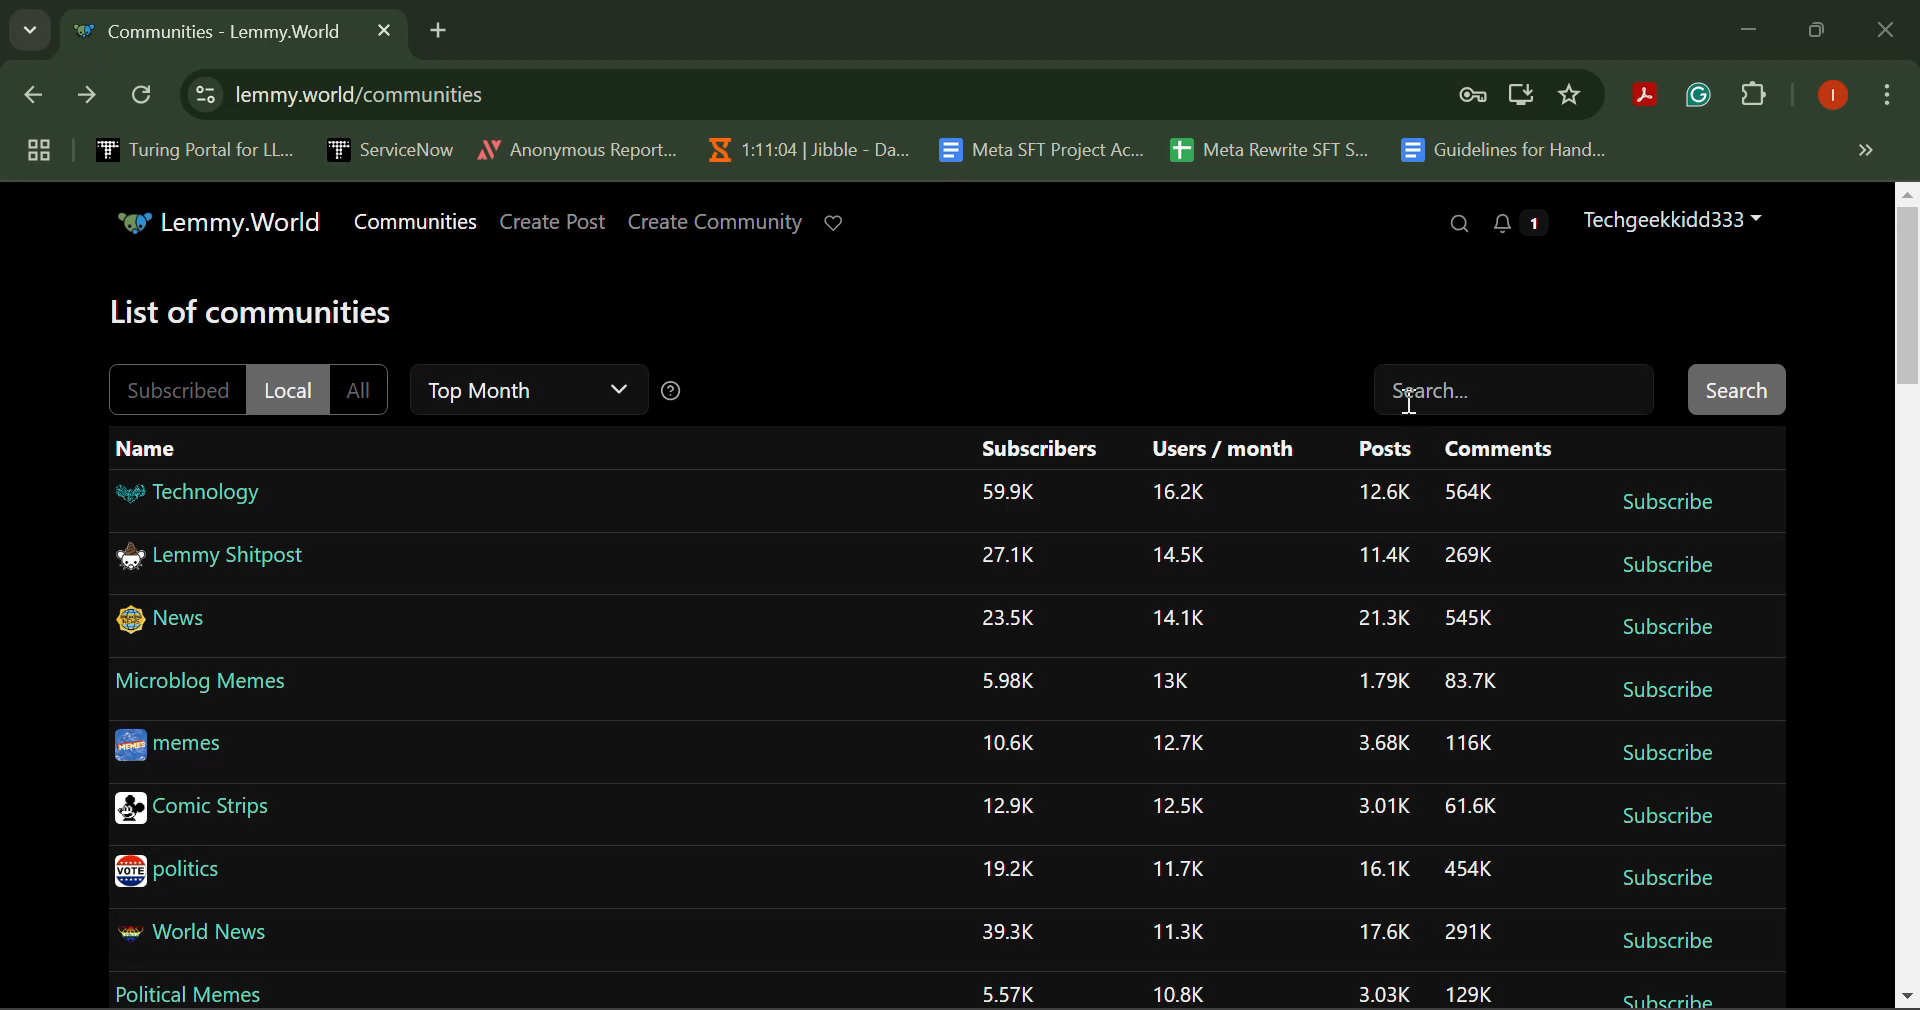 Communities - Lemmy.World
lemmy.world/communities
Turing Portal for LL...
ServiceNow
Anonymous Report...
1:11:04 | Jibble - Da...
Meta SFT Project Ac...
Meta Rewrite SFT S...
Guidelines for Hand...
Lemmy.World Communities Create Post Create Community 1 Techgeekkidd333
List of communities
Subscribed Local All Top Month Search... Search
Name Subscribers Users / month Posts Comments
Technology 59.9K 16.2K 12.6K 564K Subscribe
Lemmy Shitpost 27.1K 14.5K 11.4K 269K Subscribe
News 23.5K 14.1K 21.3K 545K Subscribe
Microblog Memes 5.98K 13K 1.79K 83.7K Subscribe
MEMES memes 10.6K 12.7K 3.68K 116K Subscribe
Comic Strips 12.9K 12.5K 3.01K 61.6K Subscribe
VOTE politics 19.2K 11.7K 16.1K 454K Subscribe
World News 39.3K 11.3K 17.6K 291K Subscribe
Political Memes 5.57K 10.8K 3.03K 129K Subscribe